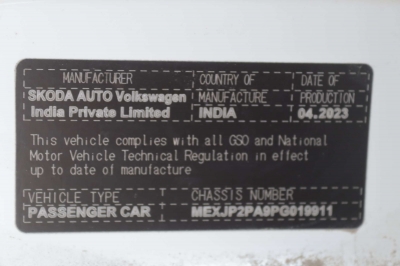 MANUFACTURER COUNTRY OF DATE OF
SKODA AUTO Volkswagen MANUFACTURE PRODUCTION
India Private Limited INDIA 04.2023
This vehicle complies with all GSO and National
Motor Vehicle Technical Regulation in effect
up to date of manufacture
VEHICLE TYPE CHASSIS NUMBER
PASSENGER CAR MEXJP2PA9PG019911